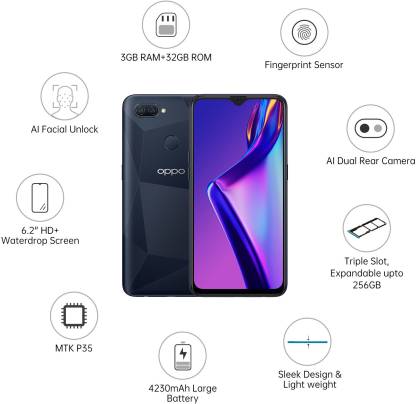 3GB RAM+32GB ROM
Fingerprint Sensor
AI Facial Unlock
AI Dual Rear Camera
oppo
6.2" HD+
Waterdrop Screen
Triple Slot,
Expandable upto
256GB
MTK P35
4230mAh Large
Battery
Sleek Design &
Light weight